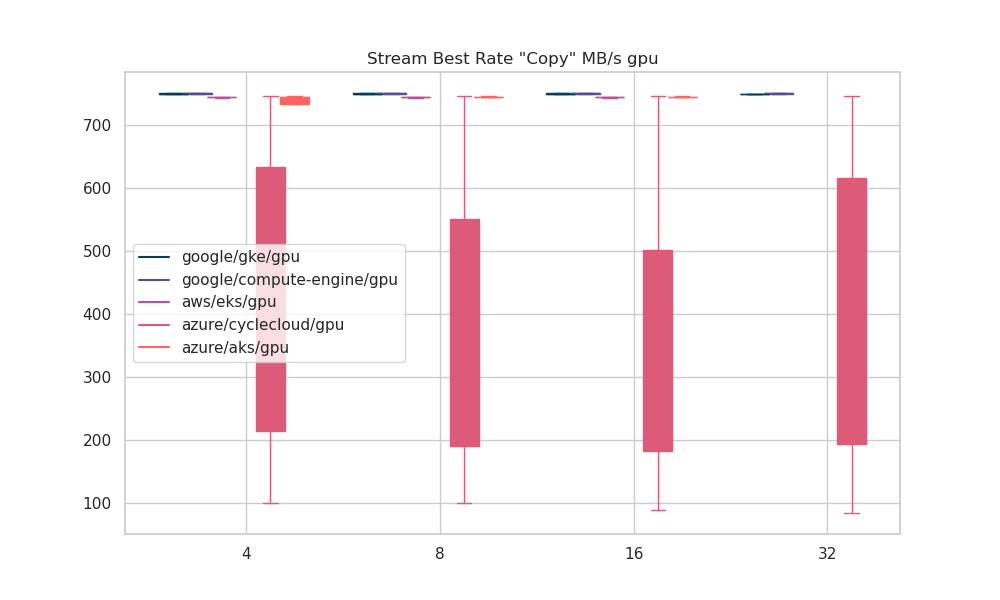 Stream Best Rate "Copy" MB/s gpu
700
600
500
400
300
200
100
google/gke/gpu
google/compute-engine/gpu
aws/eks/gpu
azure/cyclecloud/gpu
azure/aks/gpu
4 8 16 32